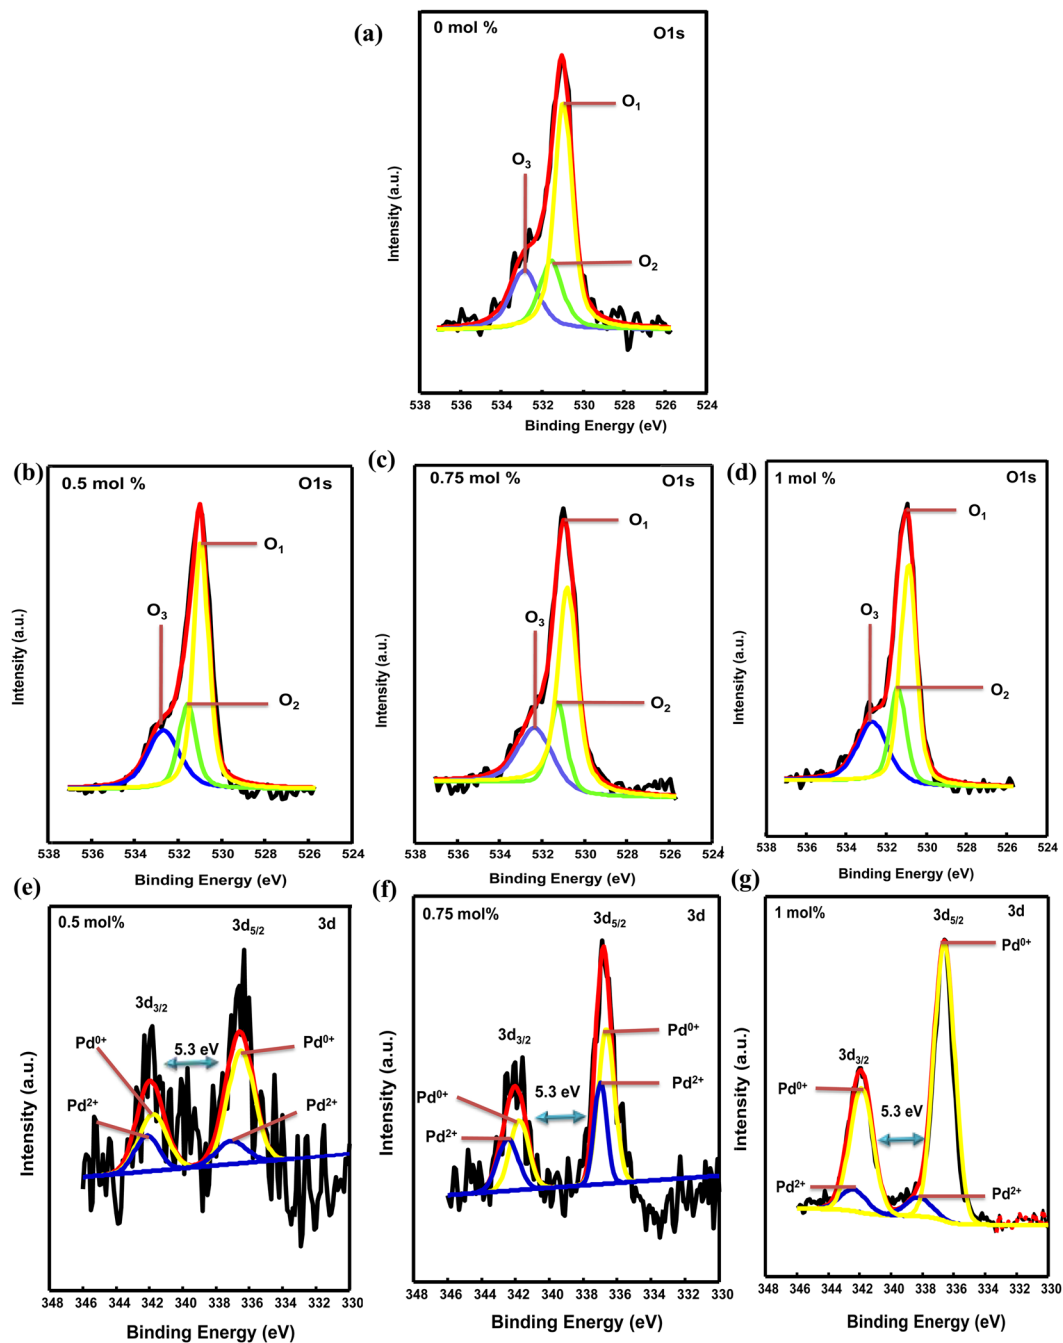 (a)
0 mol %
O1s
O₁
O₃
O₂
Intensity (a.u.)
538 536 534 532 530 528 526 524
Binding Energy (eV)
(b)
0.5 mol %
O1s
O₁
O₃
O₂
Intensity (a.u.)
538 536 534 532 530 528 526 524
Binding Energy (eV)
(c)
0.75 mol %
O1s
O₁
O₃
O₂
Intensity (a.u.)
538 536 534 532 530 528 526 524
Binding Energy (eV)
(d)
1 mol %
O1s
O₁
O₃
O₂
Intensity (a.u.)
538 536 534 532 530 528 526 524
Binding Energy (eV)
(e)
0.5 mol%
3d₅/₂
3d
3d₃/₂
Pd⁰⁺
5.3 eV
Pd⁰⁺
Pd²⁺
Pd²⁺
Intensity (a.u.)
348 346 344 342 340 338 336 334 332 330
Binding Energy (eV)
(f)
0.75 mol%
3d₅/₂
3d
3d₃/₂
Pd⁰⁺
5.3 eV
Pd⁰⁺
Pd²⁺
Pd²⁺
Intensity (a.u.)
348 346 344 342 340 338 336 334 332 330
Binding Energy (eV)
(g)
1 mol%
3d₅/₂
3d
Pd⁰⁺
3d₃/₂
Pd⁰⁺
5.3 eV
Pd²⁺
Pd²⁺
Intensity (a.u.)
348 346 344 342 340 338 336 334 332 330
Binding Energy (eV)